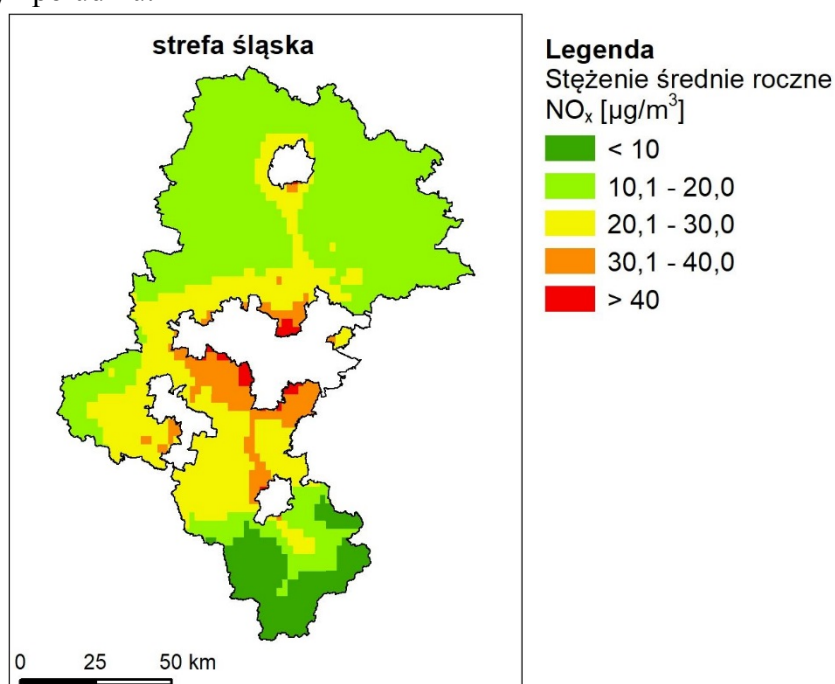 strefa śląska
Legenda
Stężenie średnie roczne
NOₓ [µg/m³]
< 10
10,1 - 20,0
20,1 - 30,0
30,1 - 40,0
> 40
0 25 50 km